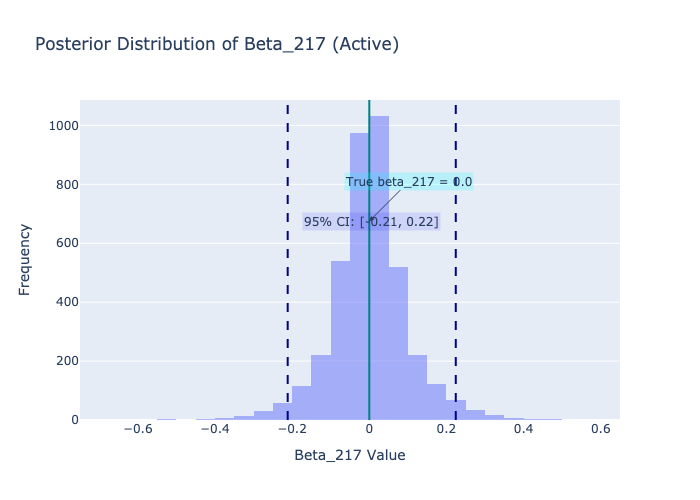 Posterior Distribution of Beta_217 (Active)
1000
800
600
400
200
0
Frequency
True beta_217 = 0.0
95% CI: [-0.21, 0.22]
−0.6
−0.4
−0.2
0
0.2
0.4
0.6
Beta_217 Value